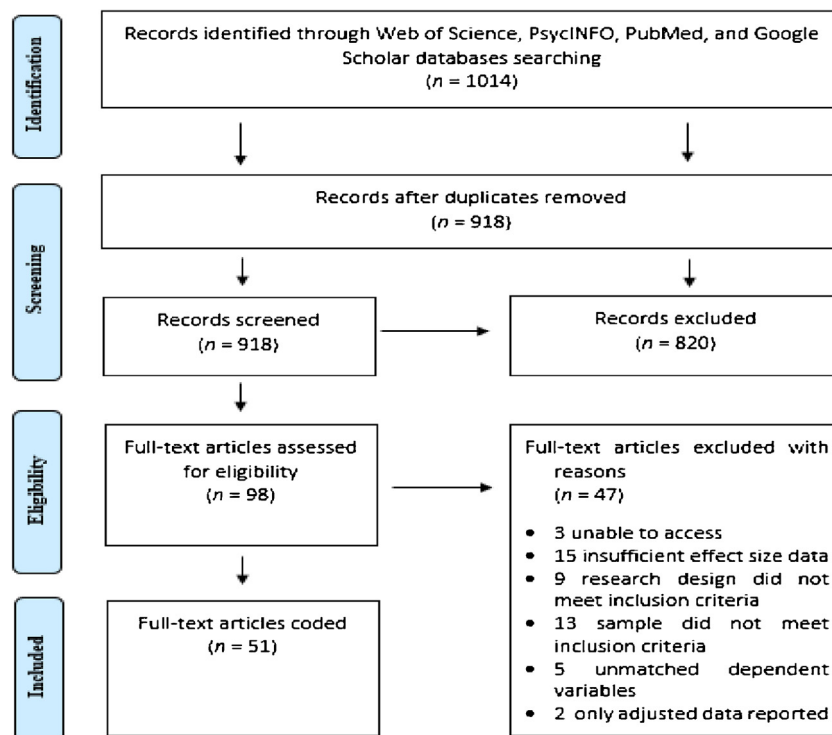 Identification
Records identified through Web of Science, PsycINFO, PubMed, and Google
Scholar databases searching
(n = 1014)
Screening
Records after duplicates removed
(n = 918)
Records screened
(n = 918)
Records excluded
(n = 820)
Eligibility
Full-text articles assessed
for eligibility
(n = 98)
Full-text articles excluded with
reasons
(n = 47)
• 3 unable to access
• 15 insufficient effect size data
• 9 research design did not
meet inclusion criteria
• 13 sample did not meet
inclusion criteria
• 5 unmatched dependent
variables
• 2 only adjusted data reported
Included
Full-text articles coded
(n = 51)